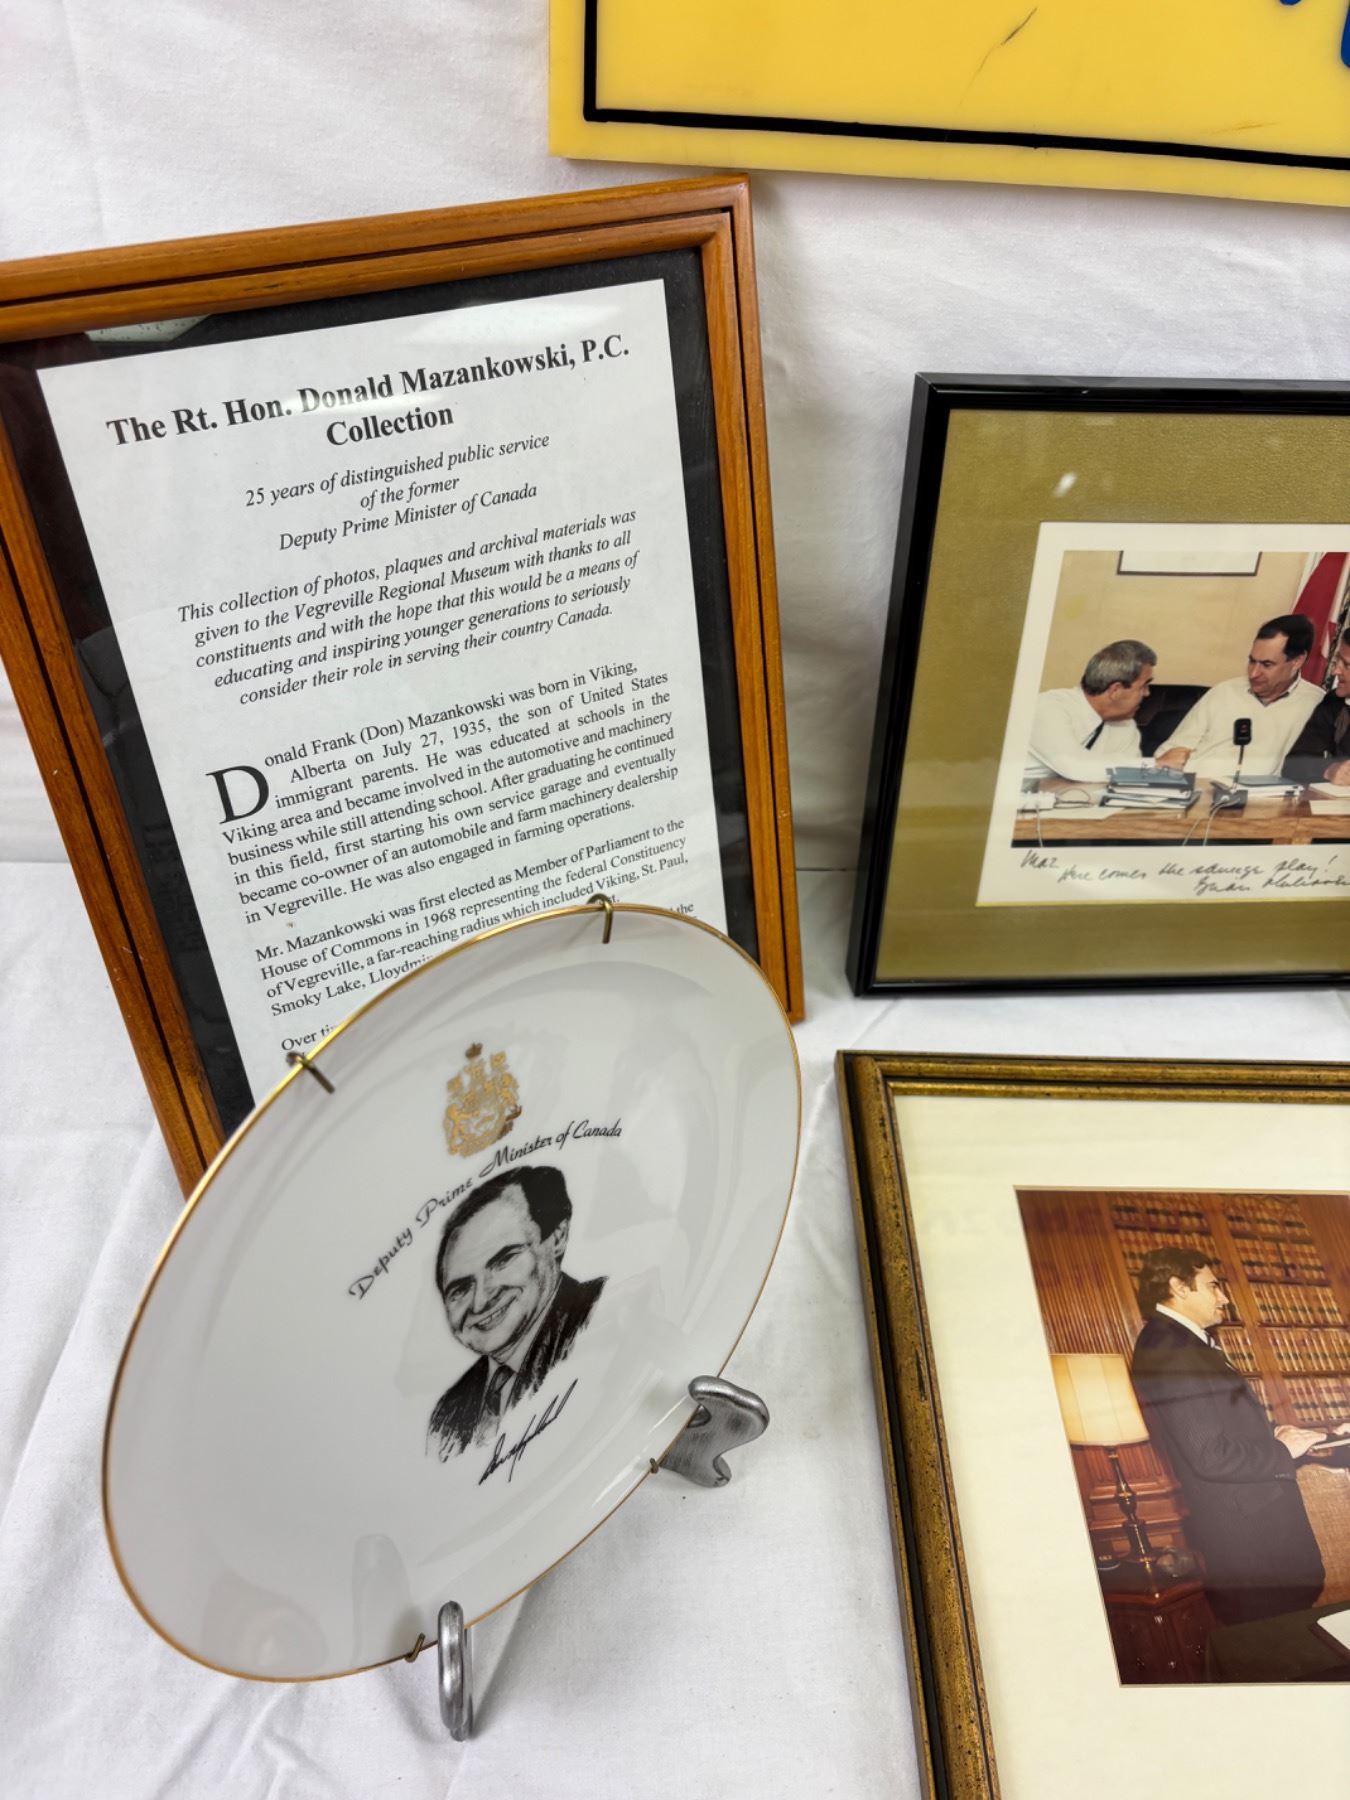 The Rt. Hon. Donald Mazankowski, P.C.
Collection
25 years of distinguished public service
of the former
Deputy Prime Minister of Canada
This collection of photos, plaques and archival materials was
given to the Vegreville Regional Museum with thanks to all
constituents and with the hope that this would be a means of
educating and inspiring younger generations to seriously
consider their role in serving their country Canada.
Donald Frank (Don) Mazankowski was born in Viking,
Alberta on July 27, 1935, the son of United States
immigrant parents. He was educated at schools in the
Viking area and became involved in the automotive and machinery
business while still attending school. After graduating he continued
in this field, first starting his own service garage and eventually
became co-owner of an automobile and farm machinery dealership
in Vegreville. He was also engaged in farming operations.
Mr. Mazankowski was first elected as Member of Parliament to the
House of Commons in 1968 representing the federal Constituency
of Vegreville, a far-reaching radius which included Viking, St. Paul,
Smoky Lake,
Over
the
Deputy Prime Minister of Canada
Maz
Here comes the squeeze play!